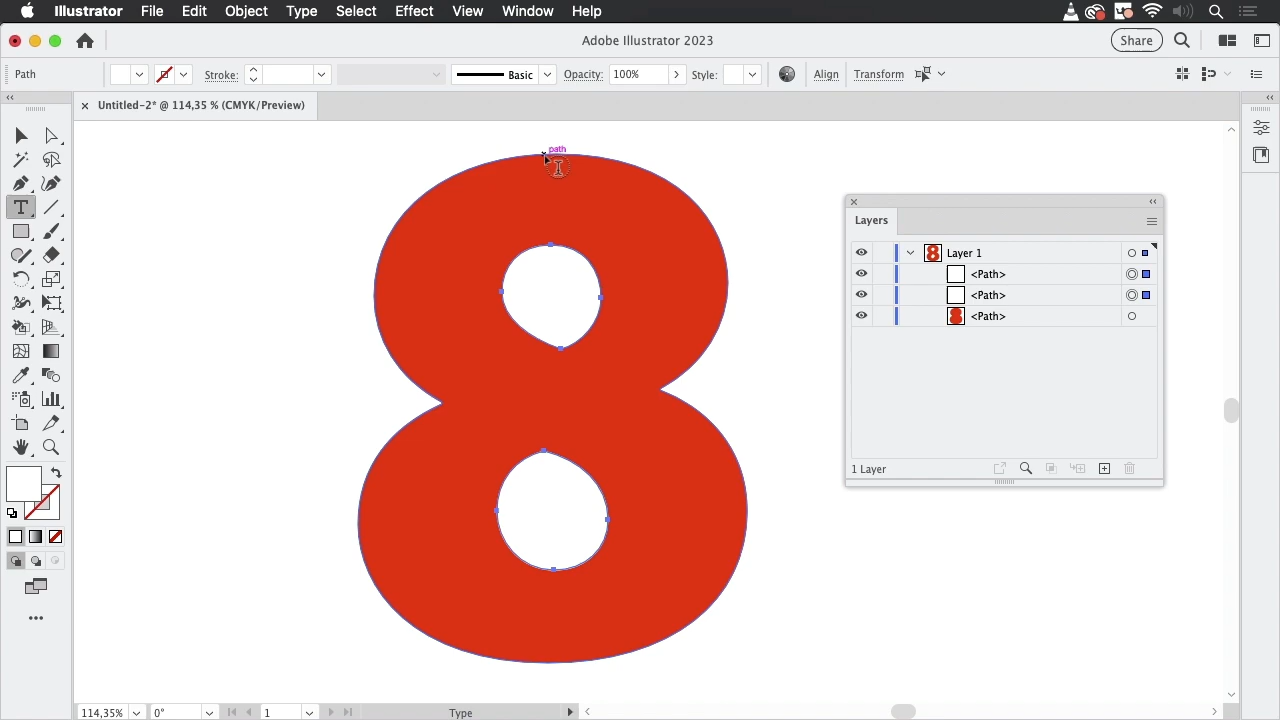 Illustrator File Edit Object Type Select Effect View Window Help
Adobe Illustrator 2023
Share
Path
Stroke:
Basic
Opacity: 100%
Style:
Align
Transform
× Untitled-2* @ 114,35 % (CMYK/Preview)
path
8
Layers
Layer 1
<Path>
<Path>
<Path>
1 Layer
114,35%
0°
1
Type